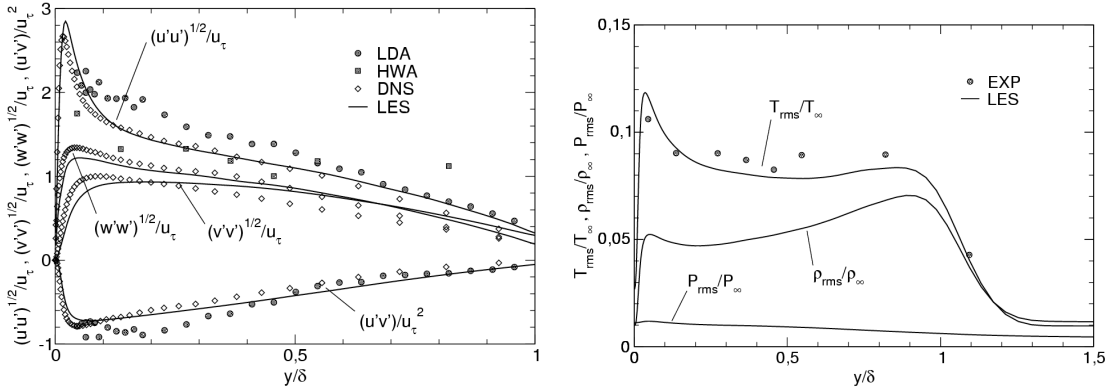 (u'u')^1/2/u_τ , (v'v')^1/2/u_τ , (w'w')^1/2/u_τ , (u'v')/u_τ^2
3
2
1
0
-1
(u'u')^1/2/u_τ
LDA
HWA
DNS
LES
(w'w')^1/2/u_τ
(v'v')^1/2/u_τ
(u'v')/u_τ^2
0
0,5
1
y/δ
T_rms/T_∞ , ρ_rms/ρ_∞ , P_rms/P_∞
0,15
0,1
0,05
0
EXP
LES
T_rms/T_∞
ρ_rms/ρ_∞
P_rms/P_∞
0
0,5
1
1,5
y/δ